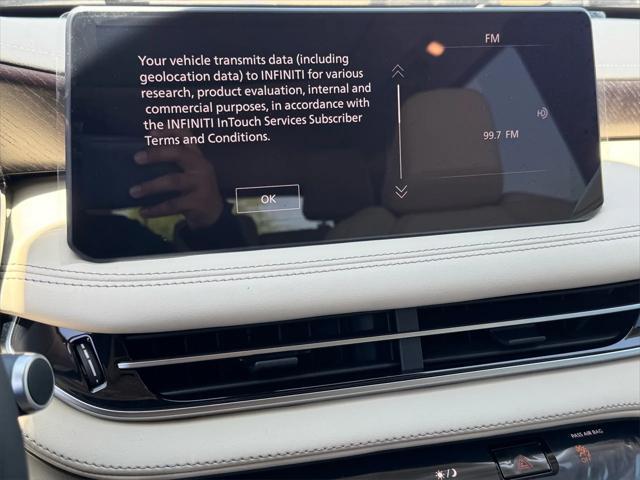 FM
Your vehicle transmits data (including
geolocation data) to INFINITI for various
research, product evaluation, internal and
commercial purposes, in accordance with
the INFINITI InTouch Services Subscriber
Terms and Conditions.
99.7 FM
OK
PASS AIR BAG